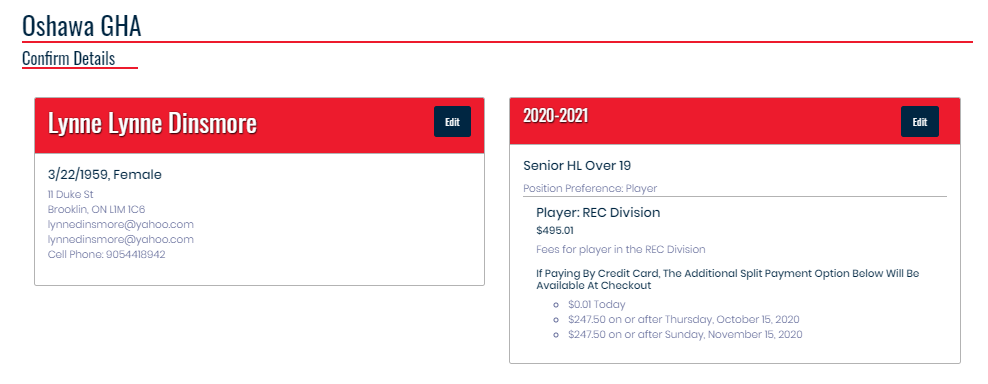 Oshawa GHA
Confirm Details
Lynne Lynne Dinsmore
Edit
3/22/1959, Female
11 Duke St
Brooklin, ON L1M 1C6
lynnedinsmore@yahoo.com
lynnedinsmore@yahoo.com
Cell Phone: 9054418942
2020-2021
Edit
Senior HL Over 19
Position Preference: Player
Player: REC Division
$495.01
Fees for player in the REC Division
If Paying By Credit Card, The Additional Split Payment Option Below Will Be
Available At Checkout
$0.01 Today
$247.50 on or after Thursday, October 15, 2020
$247.50 on or after Sunday, November 15, 2020